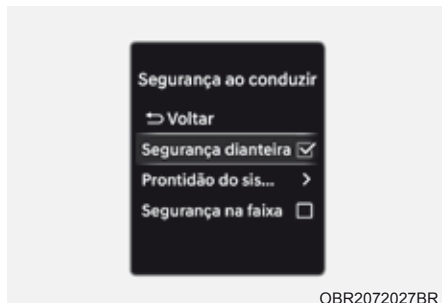 Segurança ao conduzir
Voltar
Segurança dianteira
Prontidão do sis...
Segurança na faixa
OBR2072027BR